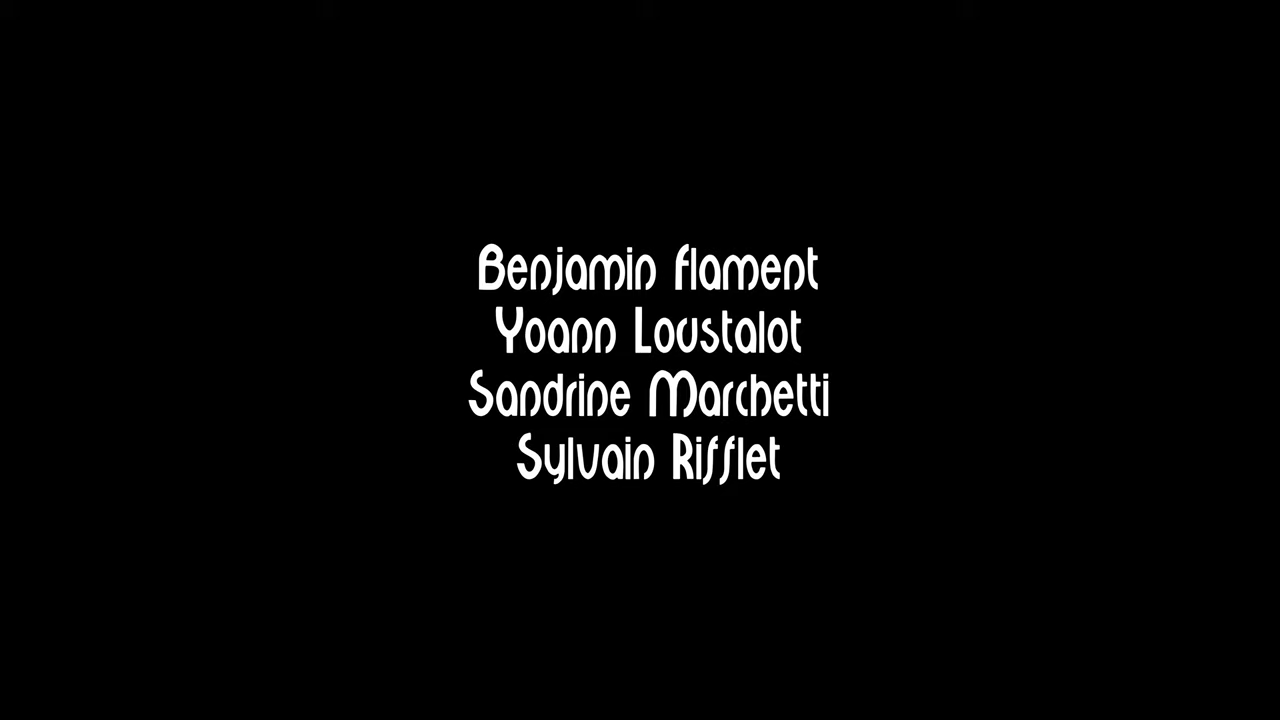 Benjamin Flament
Yoann Loustalot
Sandrine Marchetti
Sylvain Rifflet